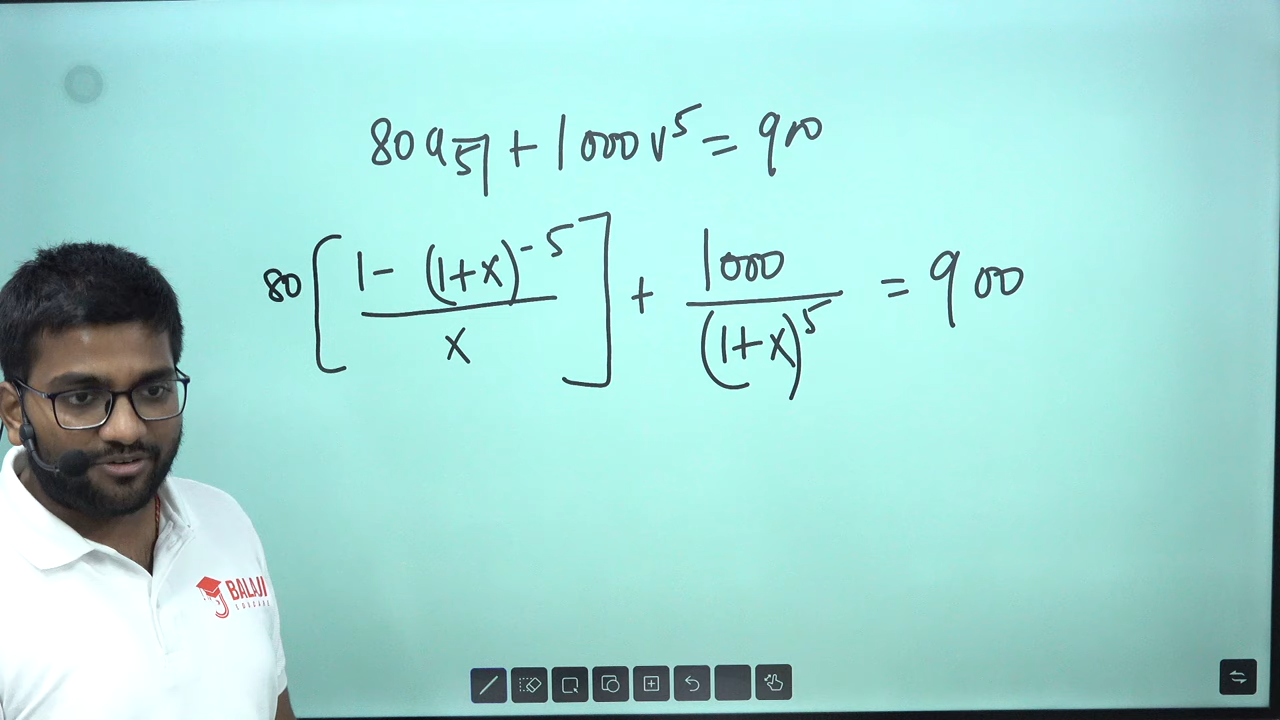 80 a5┐ + 1000 v^5 = 900
80 [ (1 - (1+x)^-5) / x ] + 1000 / (1+x)^5 = 900
BALAJI